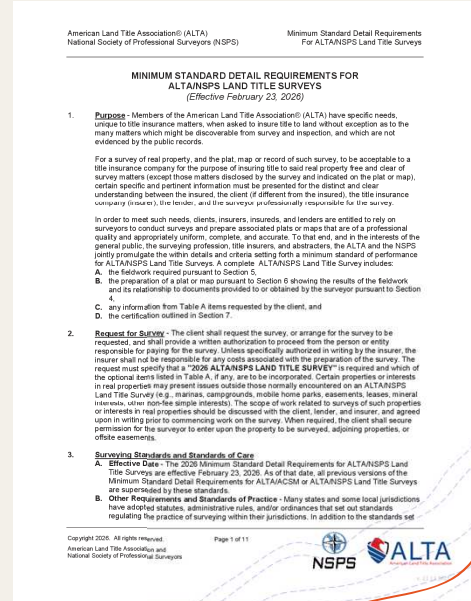 American Land Title Association® (ALTA)
National Society of Professional Surveyors (NSPS)
Minimum Standard Detail Requirements
For ALTA/NSPS Land Title Surveys
MINIMUM STANDARD DETAIL REQUIREMENTS FOR
ALTA/NSPS LAND TITLE SURVEYS
(Effective February 23, 2026)
1. Purpose - Members of the American Land Title Association® (ALTA) have specific needs,
unique to title insurance matters, when asked to insure title to land without exception as to the
many matters which might be discoverable from survey and inspection, and which are not
evidenced by the public records.
For a survey of real property, and the plat, map or record of such survey, to be acceptable to a
title insurance company for the purpose of insuring title to said real property free and clear of
survey matters (except those matters disclosed by the survey and indicated on the plat or map),
certain specific and pertinent information must be presented for the distinct and clear
understanding between the insured, the client (if different from the insured), the title insurance
company (insurer), the lender, and the surveyor professionally responsible for the survey.
In order to meet such needs, clients, insurers, insureds, and lenders are entitled to rely on
surveyors to conduct surveys and prepare associated plats or maps that are of a professional
quality and appropriately uniform, complete, and accurate. To that end, and in the interests of the
general public, the surveying profession, title insurers, and abstracters, the ALTA and the NSPS
jointly promulgate the within details and criteria setting forth a minimum standard of performance
for ALTA/NSPS Land Title Surveys. A complete ALTA/NSPS Land Title Survey includes:
A. the fieldwork required pursuant to Section 5,
B. the preparation of a plat or map pursuant to Section 6 showing the results of the fieldwork
and its relationship to documents provided to or obtained by the surveyor pursuant to Section
4,
C. any information from Table A items requested by the client, and
D. the certification outlined in Section 7.
2. Request for Survey - The client shall request the survey, or arrange for the survey to be
requested, and shall provide a written authorization to proceed from the person or entity
responsible for paying for the survey. Unless specifically authorized in writing by the insurer, the
insurer shall not be responsible for any costs associated with the preparation of the survey. The
request must specify that a "2026 ALTA/NSPS LAND TITLE SURVEY" is required and which of
the optional items listed in Table A, if any, are to be incorporated. Certain properties or interests
in real properties may present issues outside those normally encountered on an ALTA/NSPS
Land Title Survey (e.g., marinas, campgrounds, mobile home parks, easements, leases, mineral
interests, other non-fee simple interests). The scope of work related to surveys of such properties
or interests in real properties should be discussed with the client, lender, and insurer, and agreed
upon in writing prior to commencing work on the survey. When required, the client shall secure
permission for the surveyor to enter upon the property to be surveyed, adjoining properties, or
offsite easements.
3. Surveying Standards and Standards of Care
A. Effective Date - The 2026 Minimum Standard Detail Requirements for ALTA/NSPS Land
Title Surveys are effective February 23, 2026. As of that date, all previous versions of the
Minimum Standard Detail Requirements for ALTA/ACSM or ALTA/NSPS Land Title Surveys
are superseded by these standards.
B. Other Requirements and Standards of Practice - Many states and some local jurisdictions
have adopted statutes, administrative rules, and/or ordinances that set out standards
regulating the practice of surveying within their jurisdictions. In addition to the standards set
Copyright 2026. All rights reserved.
American Land Title Association and
National Society of Professional Surveyors
Page 1 of 11
NSPS
ALTA
American Land Title Association